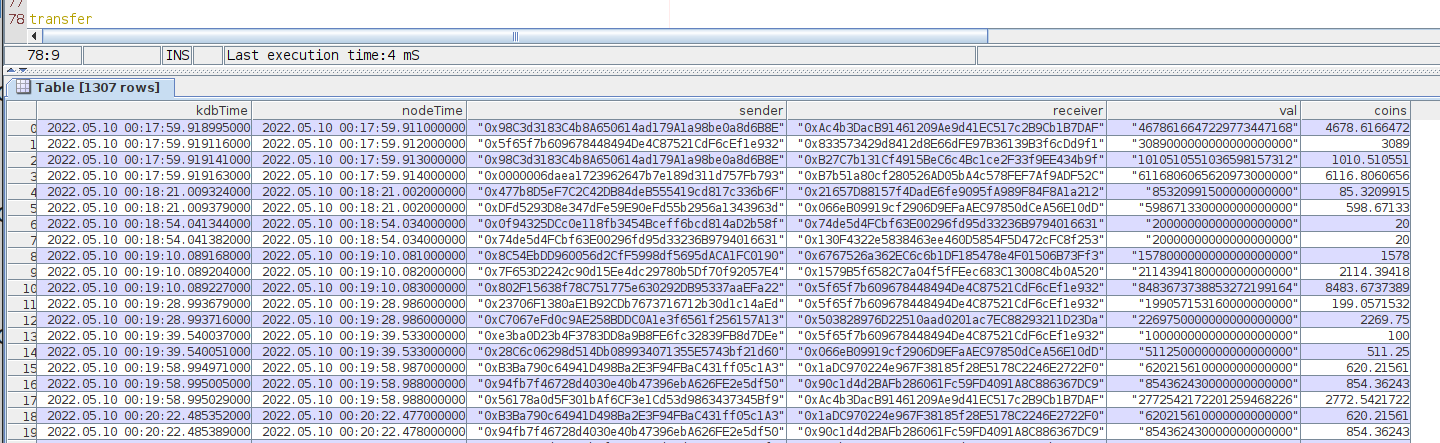 77
78 transfer
78:9 INS Last execution time:4 mS
Table [1307 rows]
kdbTime nodeTime sender receiver val coins
0 2022.05.10 00:17:59.918995000 2022.05.10 00:17:59.911000000 "0x98C3d3183C4b8A650614ad179A1a98be0a8d6B8E" "0xAc4b3DacB91461209Ae9d41EC517c2B9Cb1B7DAF" "4678616647229773447168" 4678.6166472
1 2022.05.10 00:17:59.919116000 2022.05.10 00:17:59.912000000 "0x5f65f7b609678448494De4C87521CdF6cEf1e932" "0x833573429d8412d8E66dFE97B36139B3f6cDd9f1" "3089000000000000000000" 3089
2 2022.05.10 00:17:59.919141000 2022.05.10 00:17:59.913000000 "0x98C3d3183C4b8A650614ad179A1a98be0a8d6B8E" "0xB27C7b131Cf4915BeC6c4Bc1ce2F33f9EE434b9f" "1010510551036598157312" 1010.510551
3 2022.05.10 00:17:59.919163000 2022.05.10 00:17:59.914000000 "0x0000006daea1723962647b7e189d311d757Fb793" "0xB7b51a80cf280526AD05bA4c578FEF7Af9ADF52C" "6116806065620973000000" 6116.8060656
4 2022.05.10 00:18:21.009324000 2022.05.10 00:18:21.002000000 "0x477b8D5eF7C2C42DB84deB555419cd817c336b6F" "0x21657D88157f4DadE6fe9095fA989F84F8A1a212" "85320991500000000000" 85.3209915
5 2022.05.10 00:18:21.009379000 2022.05.10 00:18:21.002000000 "0xDFd5293D8e347dFe59E90eFd55b2956a1343963d" "0x066eB09919cf2906D9EFaAEC97850dCeA56E10dD" "598671330000000000000" 598.67133
6 2022.05.10 00:18:54.041344000 2022.05.10 00:18:54.034000000 "0x0f94325DCc0e118fb3454Bceff6bcd814aD2b58f" "0x74de5d4FCbf63E00296fd95d33236B9794016631" "20000000000000000000" 20
7 2022.05.10 00:18:54.041382000 2022.05.10 00:18:54.034000000 "0x74de5d4FCbf63E00296fd95d33236B9794016631" "0x130F4322e5838463ee460D5854F5D472cFC8f253" "20000000000000000000" 20
8 2022.05.10 00:19:10.089168000 2022.05.10 00:19:10.081000000 "0x8C54EbDD960056d2CfF5998df5695dACA1FC0190" "0x6767526a362EC6c6b1DF185478e4F01506B73Ff3" "1578000000000000000000" 1578
9 2022.05.10 00:19:10.089204000 2022.05.10 00:19:10.082000000 "0x7F653D2242c90d15Ee4dc29780b5Df70f92057E4" "0x1579B5f6582C7a04f5fFEec683C13008C4b0A520" "2114394180000000000000" 2114.39418
10 2022.05.10 00:19:10.089227000 2022.05.10 00:19:10.083000000 "0x802F15638f78C751775e630292DB95337aaEFa22" "0x5f65f7b609678448494De4C87521CdF6cEf1e932" "8483673738853272199164" 8483.6737389
11 2022.05.10 00:19:28.993679000 2022.05.10 00:19:28.986000000 "0x23706F1380aE1B92CDb7673716712b30d1c14aEd" "0x5f65f7b609678448494De4C87521CdF6cEf1e932" "199057153160000000000" 199.0571532
12 2022.05.10 00:19:28.993716000 2022.05.10 00:19:28.986000000 "0xC7067eFd0c9AE258BDDC0A1e3f6561f256157A13" "0x503828976D22510aad0201ac7EC88293211D23Da" "2269750000000000000000" 2269.75
13 2022.05.10 00:19:39.540037000 2022.05.10 00:19:39.533000000 "0xe3ba0D23b4F3783DD8a9B8FE6fc32839FB8d7DEe" "0x5f65f7b609678448494De4C87521CdF6cEf1e932" "100000000000000000000" 100
14 2022.05.10 00:19:39.540051000 2022.05.10 00:19:39.533000000 "0x28C6c06298d514Db089934071355E5743bf21d60" "0x066eB09919cf2906D9EFaAEC97850dCeA56E10dD" "511250000000000000000" 511.25
15 2022.05.10 00:19:58.994971000 2022.05.10 00:19:58.987000000 "0xB3Ba790c64941D498Ba2E3F94FBaC431ff05c1A3" "0x1aDC970224e967F38185f28E5178C2246E2722F0" "620215610000000000000" 620.21561
16 2022.05.10 00:19:58.995005000 2022.05.10 00:19:58.988000000 "0x94fb7f46728d4030e40b47396ebA626FE2e5df50" "0x90c1d4d2BAFb286061Fc59FD4091A8C886367DC9" "854362430000000000000" 854.36243
17 2022.05.10 00:19:58.995029000 2022.05.10 00:19:58.988000000 "0x56178a0d5F301bAf6CF3e1Cd53d9863437345Bf9" "0xAc4b3DacB91461209Ae9d41EC517c2B9Cb1B7DAF" "2772542172201259468226" 2772.5421722
18 2022.05.10 00:20:22.485352000 2022.05.10 00:20:22.477000000 "0xB3Ba790c64941D498Ba2E3F94FBaC431ff05c1A3" "0x1aDC970224e967F38185f28E5178C2246E2722F0" "620215610000000000000" 620.21561
19 2022.05.10 00:20:22.485389000 2022.05.10 00:20:22.478000000 "0x94fb7f46728d4030e40b47396ebA626FE2e5df50" "0x90c1d4d2BAFb286061Fc59FD4091A8C886367DC9" "854362430000000000000" 854.36243